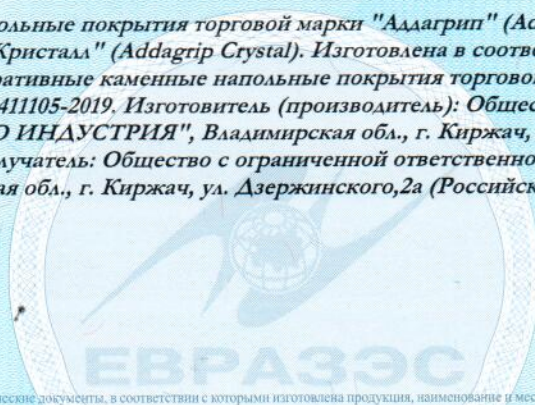 ольные покрытия торговой марки "Аддагрип" (Ad
Кристалл" (Addagrip Crystal). Изготовлена в соотве
ративные каменные напольные покрытия торгово
411105-2019. Изготовитель (производитель): Общес
О ИНДУСТРИЯ", Владимирская обл., г. Киржач,
лучатель: Общество с ограниченной ответственно
ая обл., г. Киржач, ул. Дзержинского,2а (Российск
ЕВРАЗЭС
ческие документы, в соответствии с которыми изготовлена продукция, наименование и мес